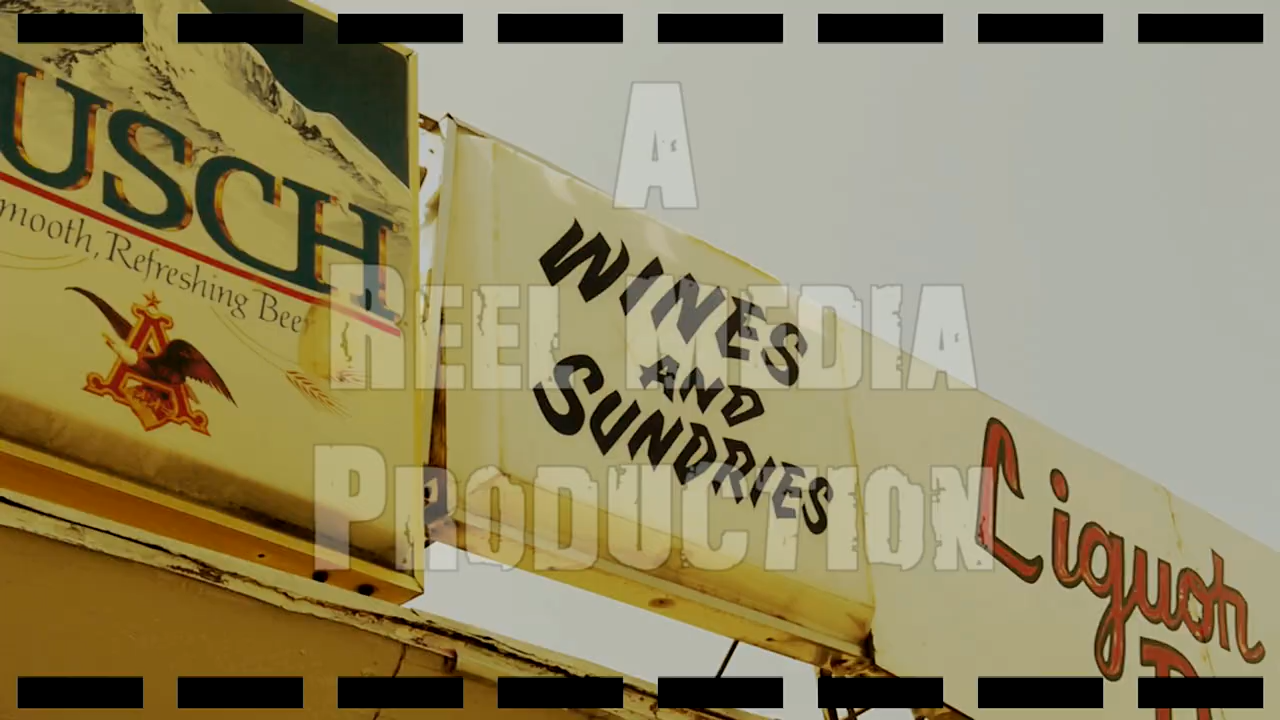 A
REEL MEDIA
PRODUCTION
USCH
mooth, Refreshing Bee
WINES
AND
SUNDRIES
Liquor